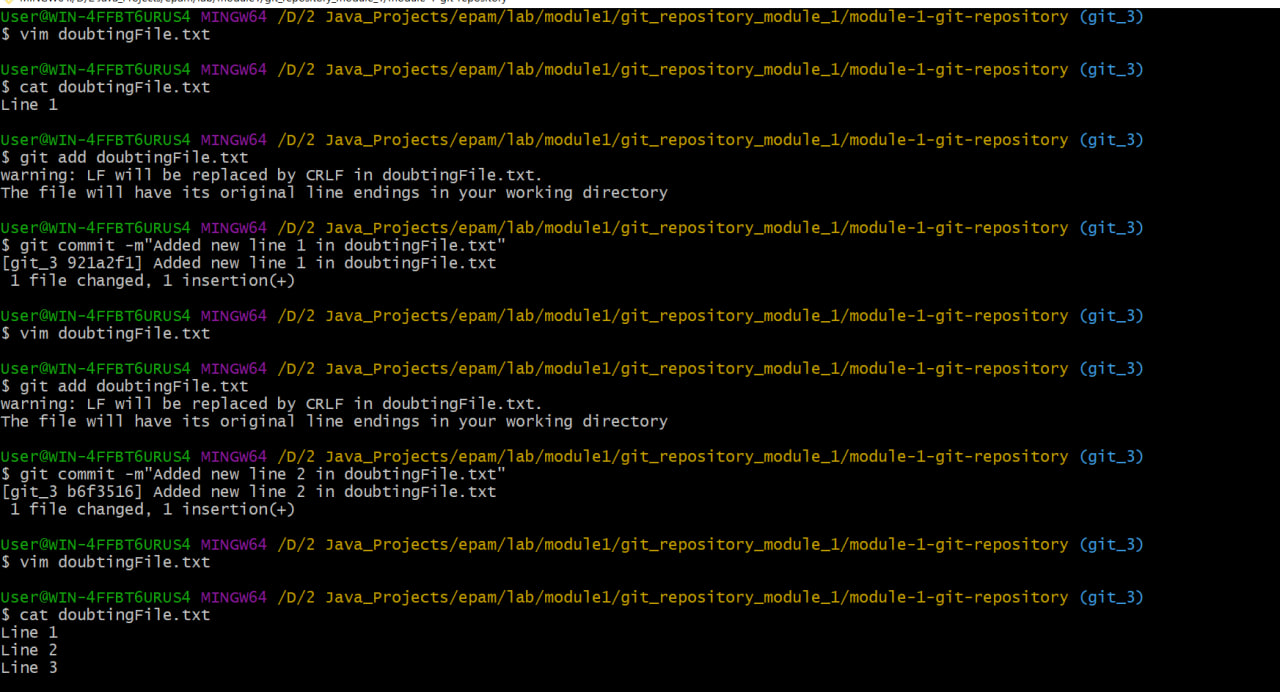 MINGW64:/D/2 Java_Projects/epam/lab/module1/git_repository_module_1/module-1-git-repository
User@WIN-4FFBT6URUS4 MINGW64 /D/2 Java_Projects/epam/lab/module1/git_repository_module_1/module-1-git-repository (git_3)
$ vim doubtingFile.txt
User@WIN-4FFBT6URUS4 MINGW64 /D/2 Java_Projects/epam/lab/module1/git_repository_module_1/module-1-git-repository (git_3)
$ cat doubtingFile.txt
Line 1
User@WIN-4FFBT6URUS4 MINGW64 /D/2 Java_Projects/epam/lab/module1/git_repository_module_1/module-1-git-repository (git_3)
$ git add doubtingFile.txt
warning: LF will be replaced by CRLF in doubtingFile.txt.
The file will have its original line endings in your working directory
User@WIN-4FFBT6URUS4 MINGW64 /D/2 Java_Projects/epam/lab/module1/git_repository_module_1/module-1-git-repository (git_3)
$ git commit -m"Added new line 1 in doubtingFile.txt"
[git_3 921a2f1] Added new line 1 in doubtingFile.txt
1 file changed, 1 insertion(+)
User@WIN-4FFBT6URUS4 MINGW64 /D/2 Java_Projects/epam/lab/module1/git_repository_module_1/module-1-git-repository (git_3)
$ vim doubtingFile.txt
User@WIN-4FFBT6URUS4 MINGW64 /D/2 Java_Projects/epam/lab/module1/git_repository_module_1/module-1-git-repository (git_3)
$ git add doubtingFile.txt
warning: LF will be replaced by CRLF in doubtingFile.txt.
The file will have its original line endings in your working directory
User@WIN-4FFBT6URUS4 MINGW64 /D/2 Java_Projects/epam/lab/module1/git_repository_module_1/module-1-git-repository (git_3)
$ git commit -m"Added new line 2 in doubtingFile.txt"
[git_3 b6f3516] Added new line 2 in doubtingFile.txt
1 file changed, 1 insertion(+)
User@WIN-4FFBT6URUS4 MINGW64 /D/2 Java_Projects/epam/lab/module1/git_repository_module_1/module-1-git-repository (git_3)
$ vim doubtingFile.txt
User@WIN-4FFBT6URUS4 MINGW64 /D/2 Java_Projects/epam/lab/module1/git_repository_module_1/module-1-git-repository (git_3)
$ cat doubtingFile.txt
Line 1
Line 2
Line 3